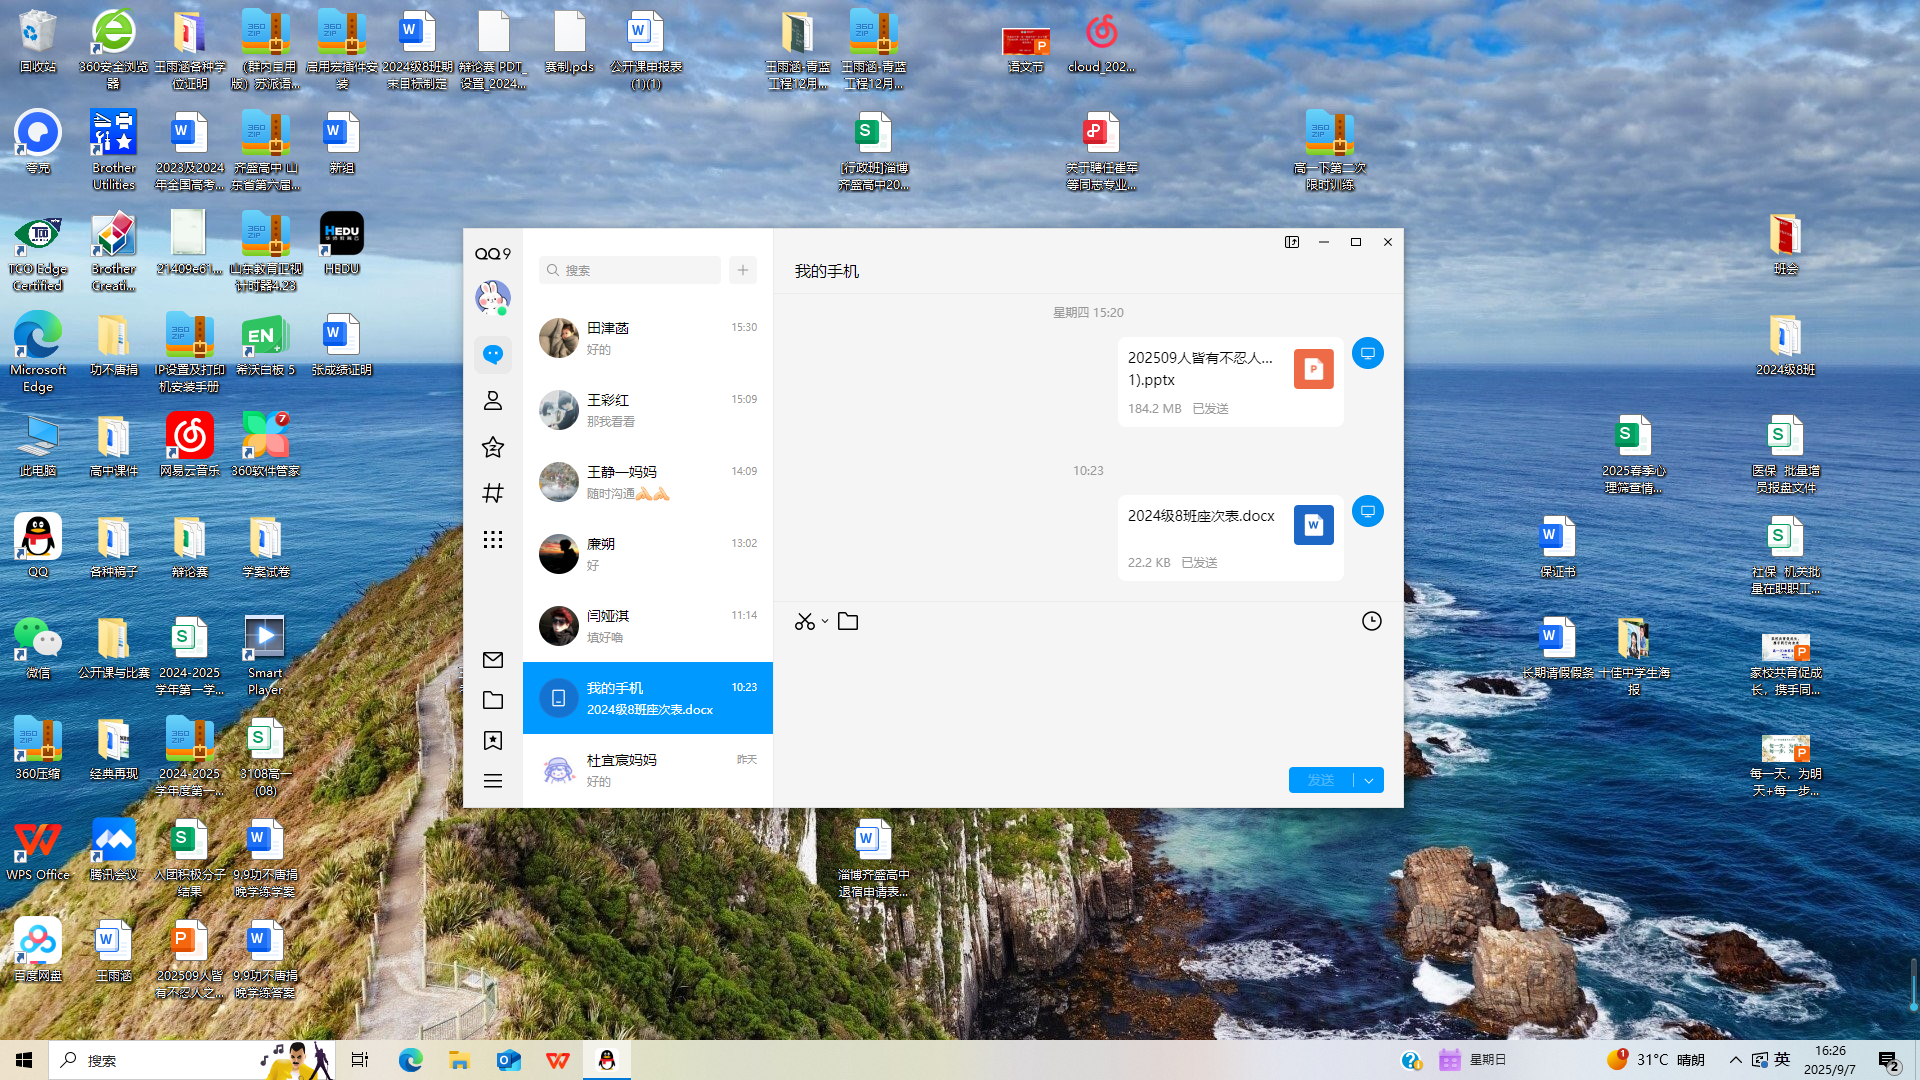 回收站
360安全浏览
器
王雨涵各种学
位证明
(群内专用
版）苏派语...
启用宏插件安
装
2024级8班期
末目标制定
辩论赛 PDT_
设置_2024...
赛制.pds
公开课申报表
(1)(1)
王雨涵-青蓝
工程12月...
王雨涵-青蓝
工程12月...
语文节
cloud_202...
夸克
Brother
Utilities
2023及2024
年全国高考...
齐盛高中 山
东省第六届...
新组
[行政班]淄博
齐盛高中20...
关于聘任崔军
等同志专业...
高一下第二次
限时训练
TCO Edge
Certified
Brother
Creati...
21409e61...
山东教育卫视
计时器4.23
HEDU
班会
Microsoft
Edge
功不唐捐
IP设置及打印
机安装手册
希沃白板 5
张成绩证明
2024级8班
此电脑
高中课件
网易云音乐
360软件管家
2025春季心
理筛查情...
医保_批量增
员报盘文件
QQ
各种稿子
辩论赛
学案试卷
保证书
社保_机关批
量在职职工...
微信
公开课与比赛
2024-2025
学年第一学...
Smart
Player
长期请假假条
十佳中学生海
报
家校共育促成
长，携手同...
360压缩
经典再现
2024-2025
学年度第一...
3108高一
(08)
每一天，为明
天+每一步...
WPS Office
腾讯会议
入团积极分子
结果
9.9功不唐捐
晚学练学案
淄博齐盛高中
退宿申请表...
百度网盘
王雨涵
202509人皆
有不忍人之...
9.9功不唐捐
晚学练答案
QQ9
搜索
田津菡
15:30
好的
王彩红
15:09
那我看看
王静一妈妈
14:09
随时沟通🙏🙏
廉朔
13:02
好
闫娅淇
11:14
填好噜
我的手机
10:23
2024级8班座次表.docx
杜宜宸妈妈
昨天
好的
我的手机
星期四 15:20
202509人皆有不忍人...
1).pptx
184.2 MB 已发送
10:23
2024级8班座次表.docx
22.2 KB 已发送
发送
搜索
星期日
31°C 晴朗
英
16:26
2025/9/7
2